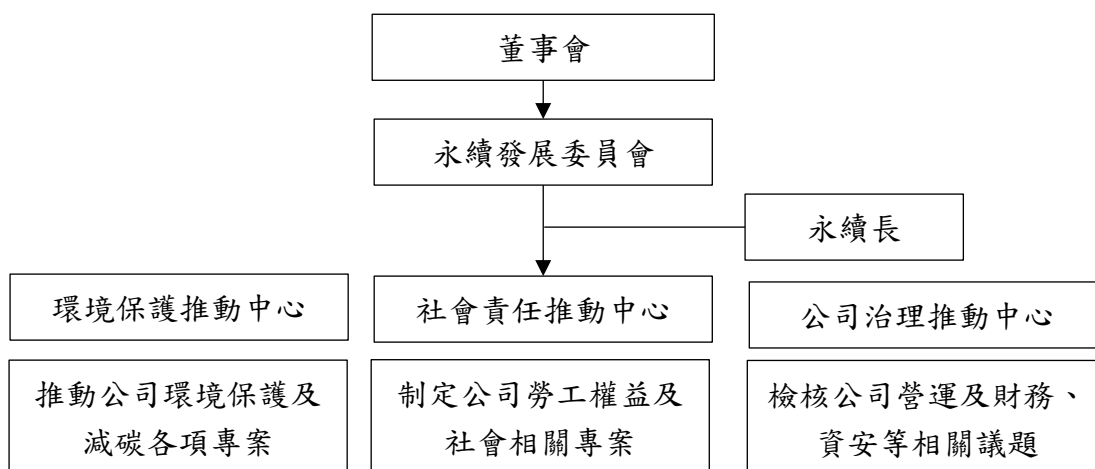 董事會
永續發展委員會
永續長
環境保護推動中心
社會責任推動中心
公司治理推動中心
推動公司環境保護及
減碳各項專案
制定公司勞工權益及
社會相關專案
檢核公司營運及財務、
資安等相關議題